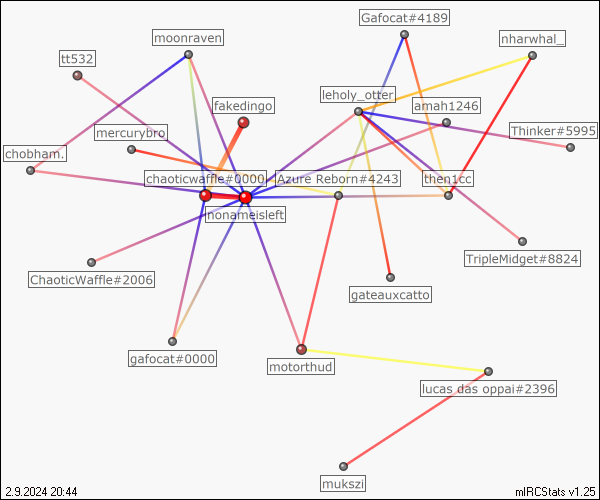 Gafocat#4189
moonraven
nharwhal_
tt532
leholy_otter
fakedingo
amah1246
mercurybro
Thinker#5995
chobham.
chaoticwaffle#0000
Azure Reborn#4243
then1cc
nonameisleft
ChaoticWaffle#2006
TripleMidget#8824
gateauxcatto
gafocat#0000
motorthud
lucas das oppai#2396
mukszi
2.9.2024 20:44
mIRCStats v1.25